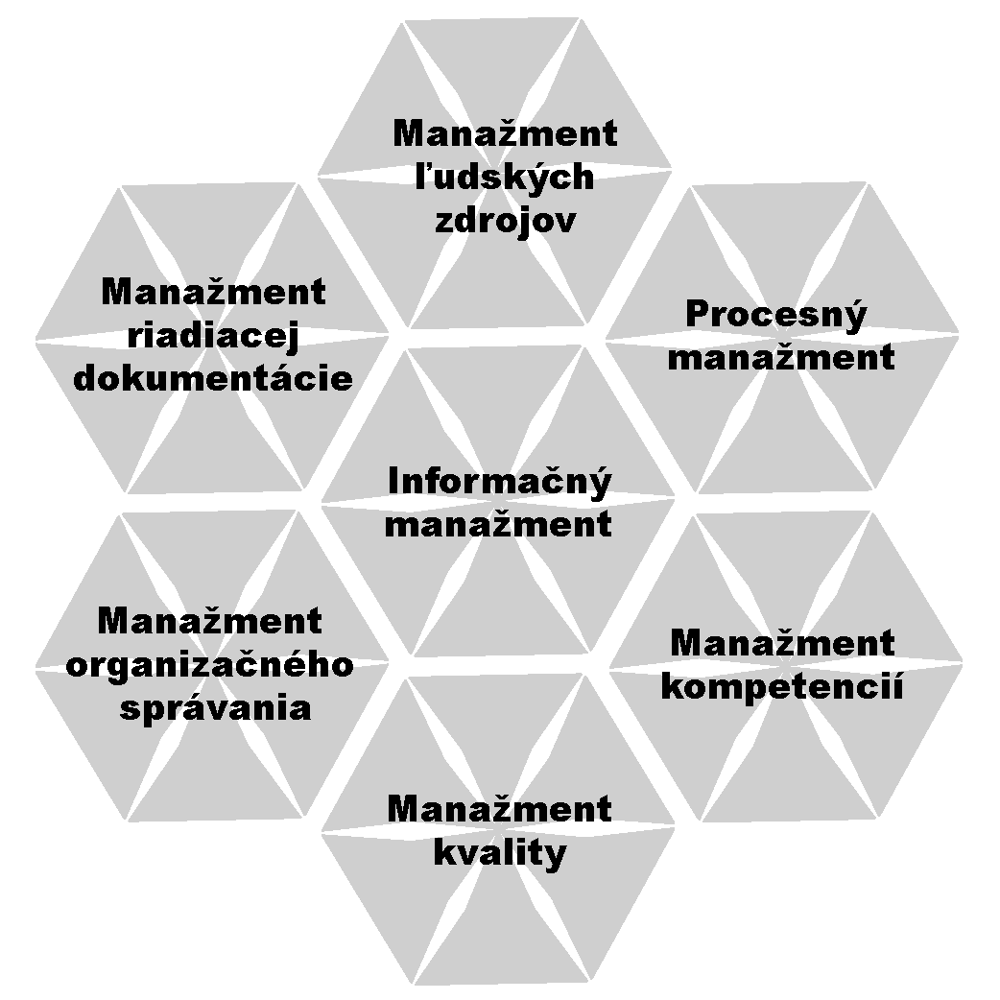 Manažment
ľudských
zdrojov
Manažment
riadiacej
dokumentácie
Procesný
manažment
Informačný
manažment
Manažment
organizačného
správania
Manažment
kompetencií
Manažment
kvality